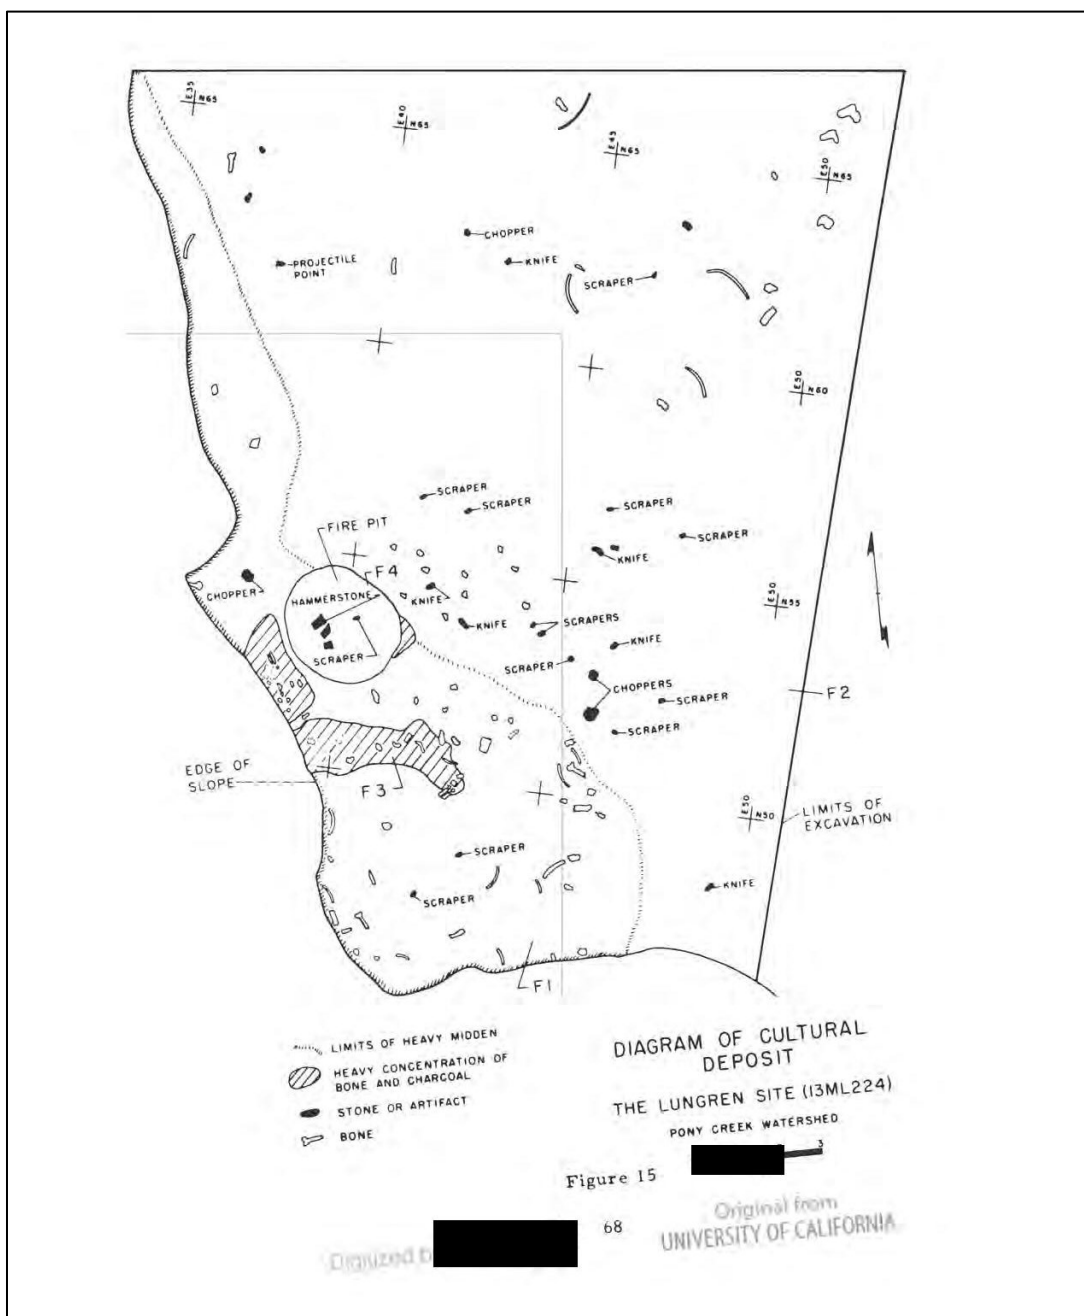 E35 N65
E40 N65
E45 N65
E50 N65
CHOPPER
KNIFE
PROJECTILE
POINT
SCRAPER
E50 N60
SCRAPER
SCRAPER
SCRAPER
FIRE PIT
SCRAPER
KNIFE
F4
CHOPPER
HAMMERSTONE
KNIFE
E50 N55
KNIFE
SCRAPERS
KNIFE
SCRAPER
SCRAPER
CHOPPERS
F2
SCRAPER
SCRAPER
EDGE OF
SLOPE
F3
E50 N50
LIMITS OF
EXCAVATION
SCRAPER
KNIFE
SCRAPER
F1
LIMITS OF HEAVY MIDDEN
HEAVY CONCENTRATION OF
BONE AND CHARCOAL
STONE OR ARTIFACT
BONE
DIAGRAM OF CULTURAL
DEPOSIT
THE LUNGREN SITE (13ML224)
PONY CREEK WATERSHED
3
Figure 15
68
Digitized b
Original from
UNIVERSITY OF CALIFORNIA